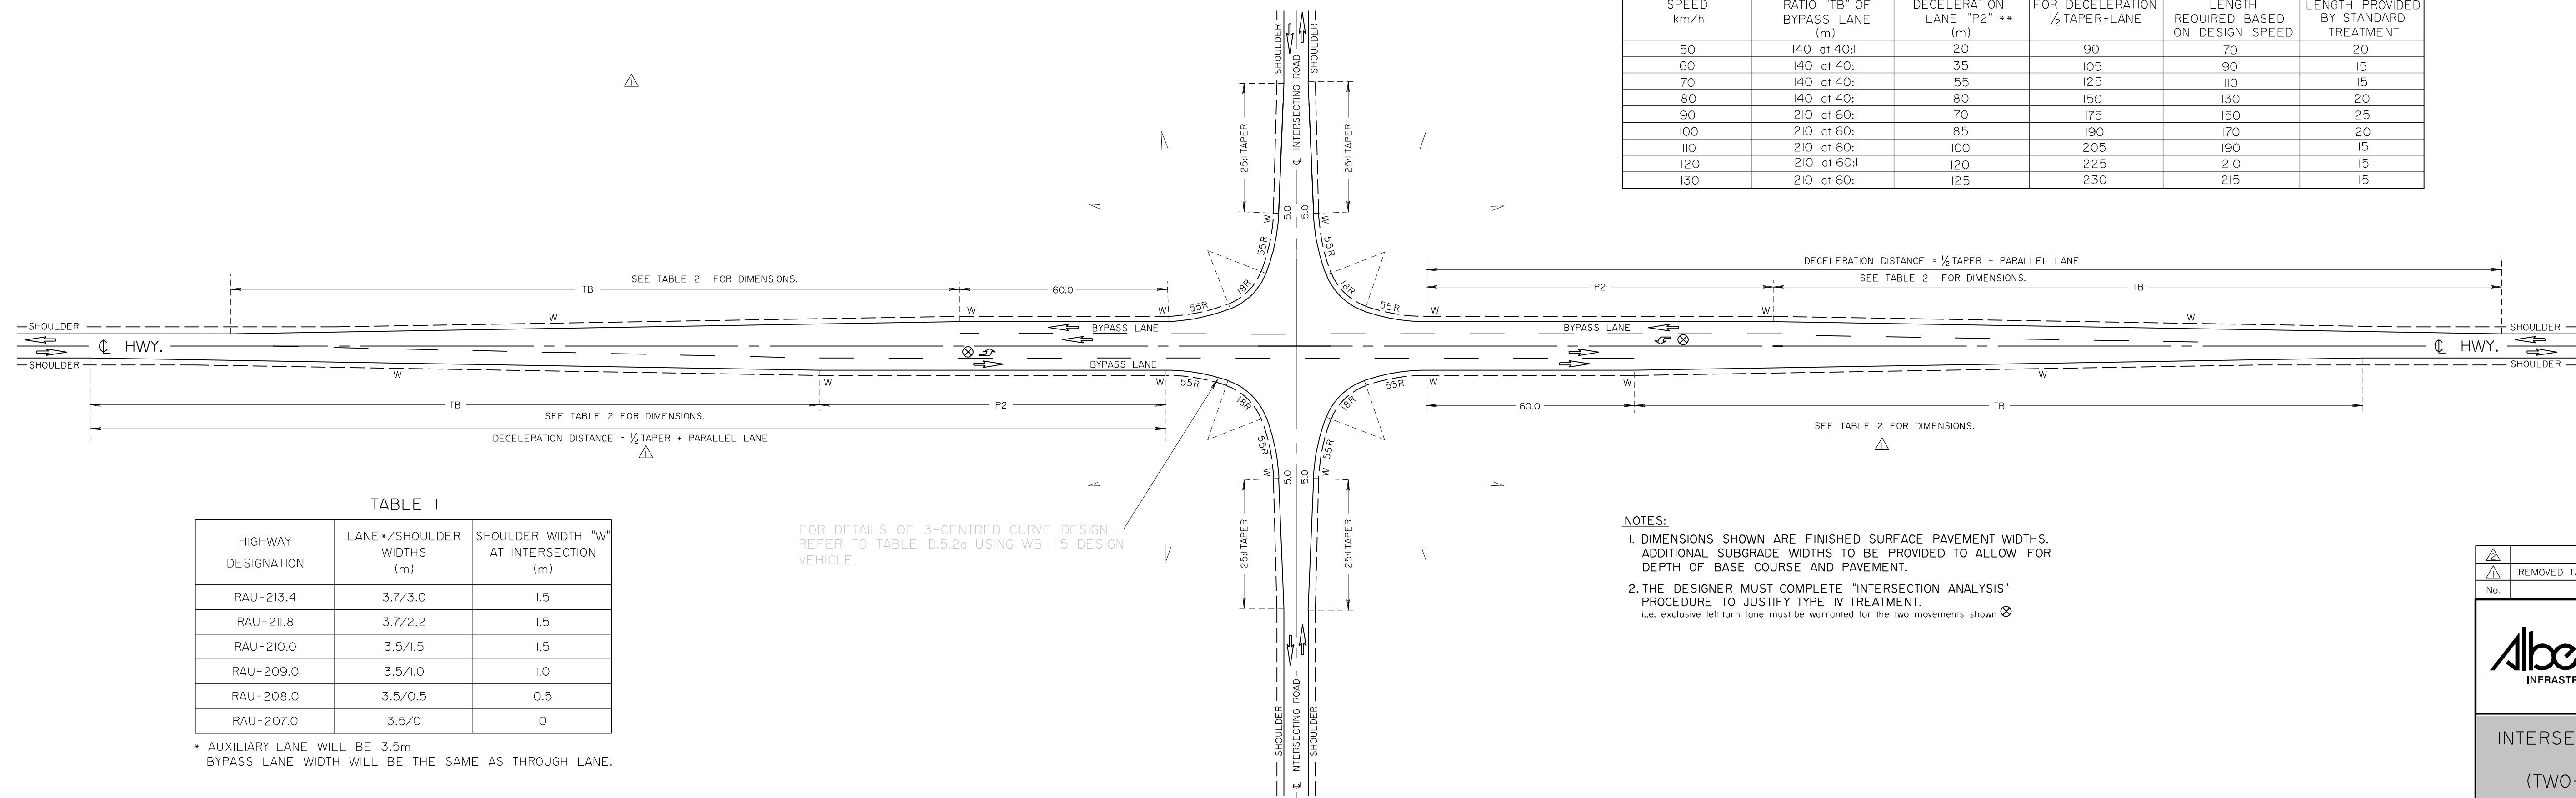 SPEED
km/h
RATIO "TB" OF
BYPASS LANE
(m)
DECELERATION
LANE "P2" **
(m)
FOR DECELERATION
½ TAPER+LANE
LENGTH
REQUIRED BASED
ON DESIGN SPEED
LENGTH PROVIDED
BY STANDARD
TREATMENT
50 140 at 40:1 20 90 70 20
60 140 at 40:1 35 105 90 15
70 140 at 40:1 55 125 110 15
80 140 at 40:1 80 150 130 20
90 210 at 60:1 70 175 150 25
100 210 at 60:1 85 190 170 20
110 210 at 60:1 100 205 190 15
120 210 at 60:1 120 225 210 15
130 210 at 60:1 125 230 215 15
1
SHOULDER
SHOULDER
℄ INTERSECTING ROAD
25:1 TAPER
25:1 TAPER
W 5.0 5.0 W
55R 55R
18R 18R
55R 55R
SEE TABLE 2 FOR DIMENSIONS.
TB 60.0
W W W
DECELERATION DISTANCE = ½ TAPER + PARALLEL LANE
SEE TABLE 2 FOR DIMENSIONS.
P2 TB
W W W
SHOULDER BYPASS LANE BYPASS LANE SHOULDER
℄ HWY. ℄ HWY.
SHOULDER BYPASS LANE SHOULDER
W W W W W W
55R 55R
18R 18R
55R 55R
W 5.0 5.0 W
TB P2
SEE TABLE 2 FOR DIMENSIONS.
DECELERATION DISTANCE = ½ TAPER + PARALLEL LANE
1
60.0 TB
SEE TABLE 2 FOR DIMENSIONS.
1
25:1 TAPER
25:1 TAPER
SHOULDER
SHOULDER
℄ INTERSECTING ROAD
FOR DETAILS OF 3-CENTRED CURVE DESIGN
REFER TO TABLE D.5.2a USING WB-15 DESIGN
VEHICLE.
TABLE 1
HIGHWAY
DESIGNATION
LANE*/SHOULDER
WIDTHS
(m)
SHOULDER WIDTH "W"
AT INTERSECTION
(m)
RAU-213.4 3.7/3.0 1.5
RAU-211.8 3.7/2.2 1.5
RAU-210.0 3.5/1.5 1.5
RAU-209.0 3.5/1.0 1.0
RAU-208.0 3.5/0.5 0.5
RAU-207.0 3.5/0 0
* AUXILIARY LANE WILL BE 3.5m
BYPASS LANE WIDTH WILL BE THE SAME AS THROUGH LANE.
NOTES:
1. DIMENSIONS SHOWN ARE FINISHED SURFACE PAVEMENT WIDTHS.
ADDITIONAL SUBGRADE WIDTHS TO BE PROVIDED TO ALLOW FOR
DEPTH OF BASE COURSE AND PAVEMENT.
2. THE DESIGNER MUST COMPLETE "INTERSECTION ANALYSIS"
PROCEDURE TO JUSTIFY TYPE IV TREATMENT.
i..e. exclusive left turn lane must be warranted for the two movements shown ⊗
2
1 REMOVED
No.